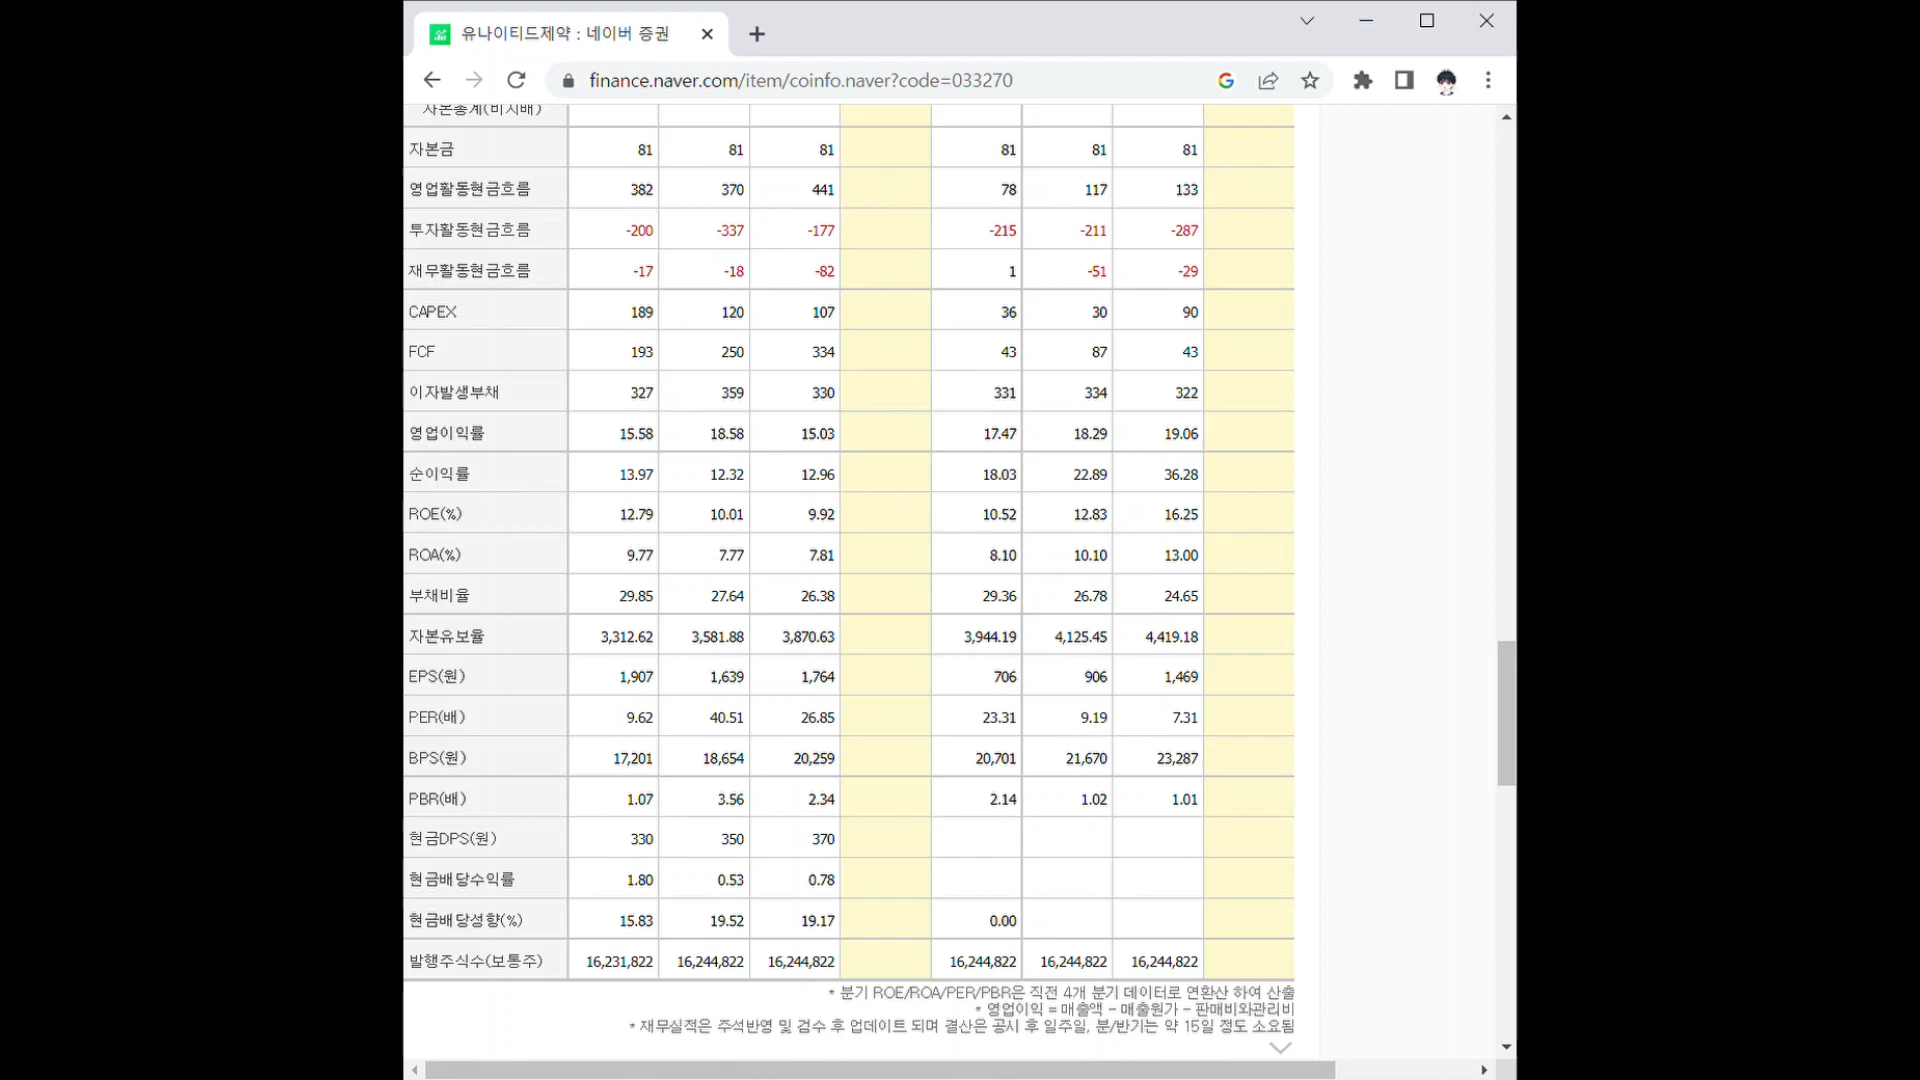 유나이티드제약 : 네이버 증권
finance.naver.com/item/coinfo.naver?code=033270
자본총계(비지배)
자본금 81 81 81 81 81 81
영업활동현금흐름 382 370 441 78 117 133
투자활동현금흐름 -200 -337 -177 -215 -211 -287
재무활동현금흐름 -17 -18 -82 1 -51 -29
CAPEX 189 120 107 36 30 90
FCF 193 250 334 43 87 43
이자발생부채 327 359 330 331 334 322
영업이익률 15.58 18.58 15.03 17.47 18.29 19.06
순이익률 13.97 12.32 12.96 18.03 22.89 36.28
ROE(%) 12.79 10.01 9.92 10.52 12.83 16.25
ROA(%) 9.77 7.77 7.81 8.10 10.10 13.00
부채비율 29.85 27.64 26.38 29.36 26.78 24.65
자본유보율 3,312.62 3,581.88 3,870.63 3,944.19 4,125.45 4,419.18
EPS(원) 1,907 1,639 1,764 706 906 1,469
PER(배) 9.62 40.51 26.85 23.31 9.19 7.31
BPS(원) 17,201 18,654 20,259 20,701 21,670 23,287
PBR(배) 1.07 3.56 2.34 2.14 1.02 1.01
현금DPS(원) 330 350 370
현금배당수익률 1.80 0.53 0.78
현금배당성향(%) 15.83 19.52 19.17 0.00
발행주식수(보통주) 16,231,822 16,244,822 16,244,822 16,244,822 16,244,822 16,244,822
* 분기 ROE/ROA/PER/PBR은 직전 4개 분기 데이터로 연환산 하여 산출
* 영업이익 = 매출액 - 매출원가 - 판매비와관리비
* 재무실적은 주석반영 및 검수 후 업데이트 되며 결산은 공시 후 일주일, 분/반기는 약 15일 정도 소요됨